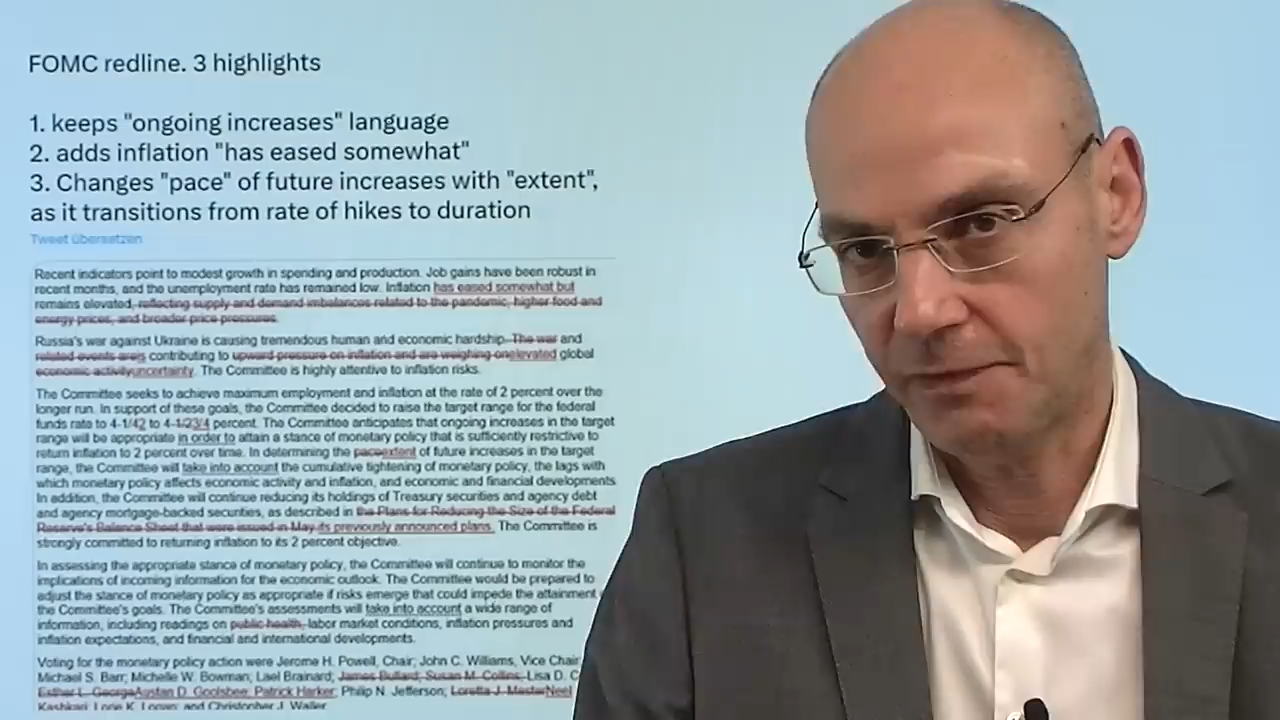 FOMC redline. 3 highlights
1. keeps "ongoing increases" language
2. adds inflation "has eased somewhat"
3. Changes "pace" of future increases with "extent",
as it transitions from rate of hikes to duration
Tweet übersetzen
Recent indicators point to modest growth in spending and production. Job gains have been robust in
recent months, and the unemployment rate has remained low. Inflation has eased somewhat but
remains elevated, reflecting supply and demand imbalances related to the pandemic, higher food and
energy prices, and broader price pressures.
Russia's war against Ukraine is causing tremendous human and economic hardship. The war and
related events areis contributing to upward pressure on inflation and are weighing onelevated global
economic activityuncertainty. The Committee is highly attentive to inflation risks.
The Committee seeks to achieve maximum employment and inflation at the rate of 2 percent over the
longer run. In support of these goals, the Committee decided to raise the target range for the federal
funds rate to 4-1/42 to 4-1/23/4 percent. The Committee anticipates that ongoing increases in the target
range will be appropriate in order to attain a stance of monetary policy that is sufficiently restrictive to
return inflation to 2 percent over time. In determining the paceextent of future increases in the target
range, the Committee will take into account the cumulative tightening of monetary policy, the lags with
which monetary policy affects economic activity and inflation, and economic and financial developments.
In addition, the Committee will continue reducing its holdings of Treasury securities and agency debt
and agency mortgage-backed securities, as described in the Plans for Reducing the Size of the Federal
Reserve's Balance Sheet that were issued in May its previously announced plans. The Committee is
strongly committed to returning inflation to its 2 percent objective.
In assessing the appropriate stance of monetary policy, the Committee will continue to monitor the
implications of incoming information for the economic outlook. The Committee would be prepared to
adjust the stance of monetary policy as appropriate if risks emerge that could impede the attainment
the Committee's goals. The Committee's assessments will take into account a wide range of
information, including readings on public health, labor market conditions, inflation pressures and
inflation expectations, and financial and international developments.
Voting for the monetary policy action were Jerome H. Powell, Chair; John C. Williams, Vice Chair
Michael S. Barr; Michelle W. Bowman; Lael Brainard; James Bullard; Susan M. Collins; Lisa D. C
Esther L. GeorgeAustan D. Goolsbee; Patrick Harker; Philip N. Jefferson; Loretta J. MesterNeel
Kashkari; Lorie K. Logan; and Christopher J. Waller